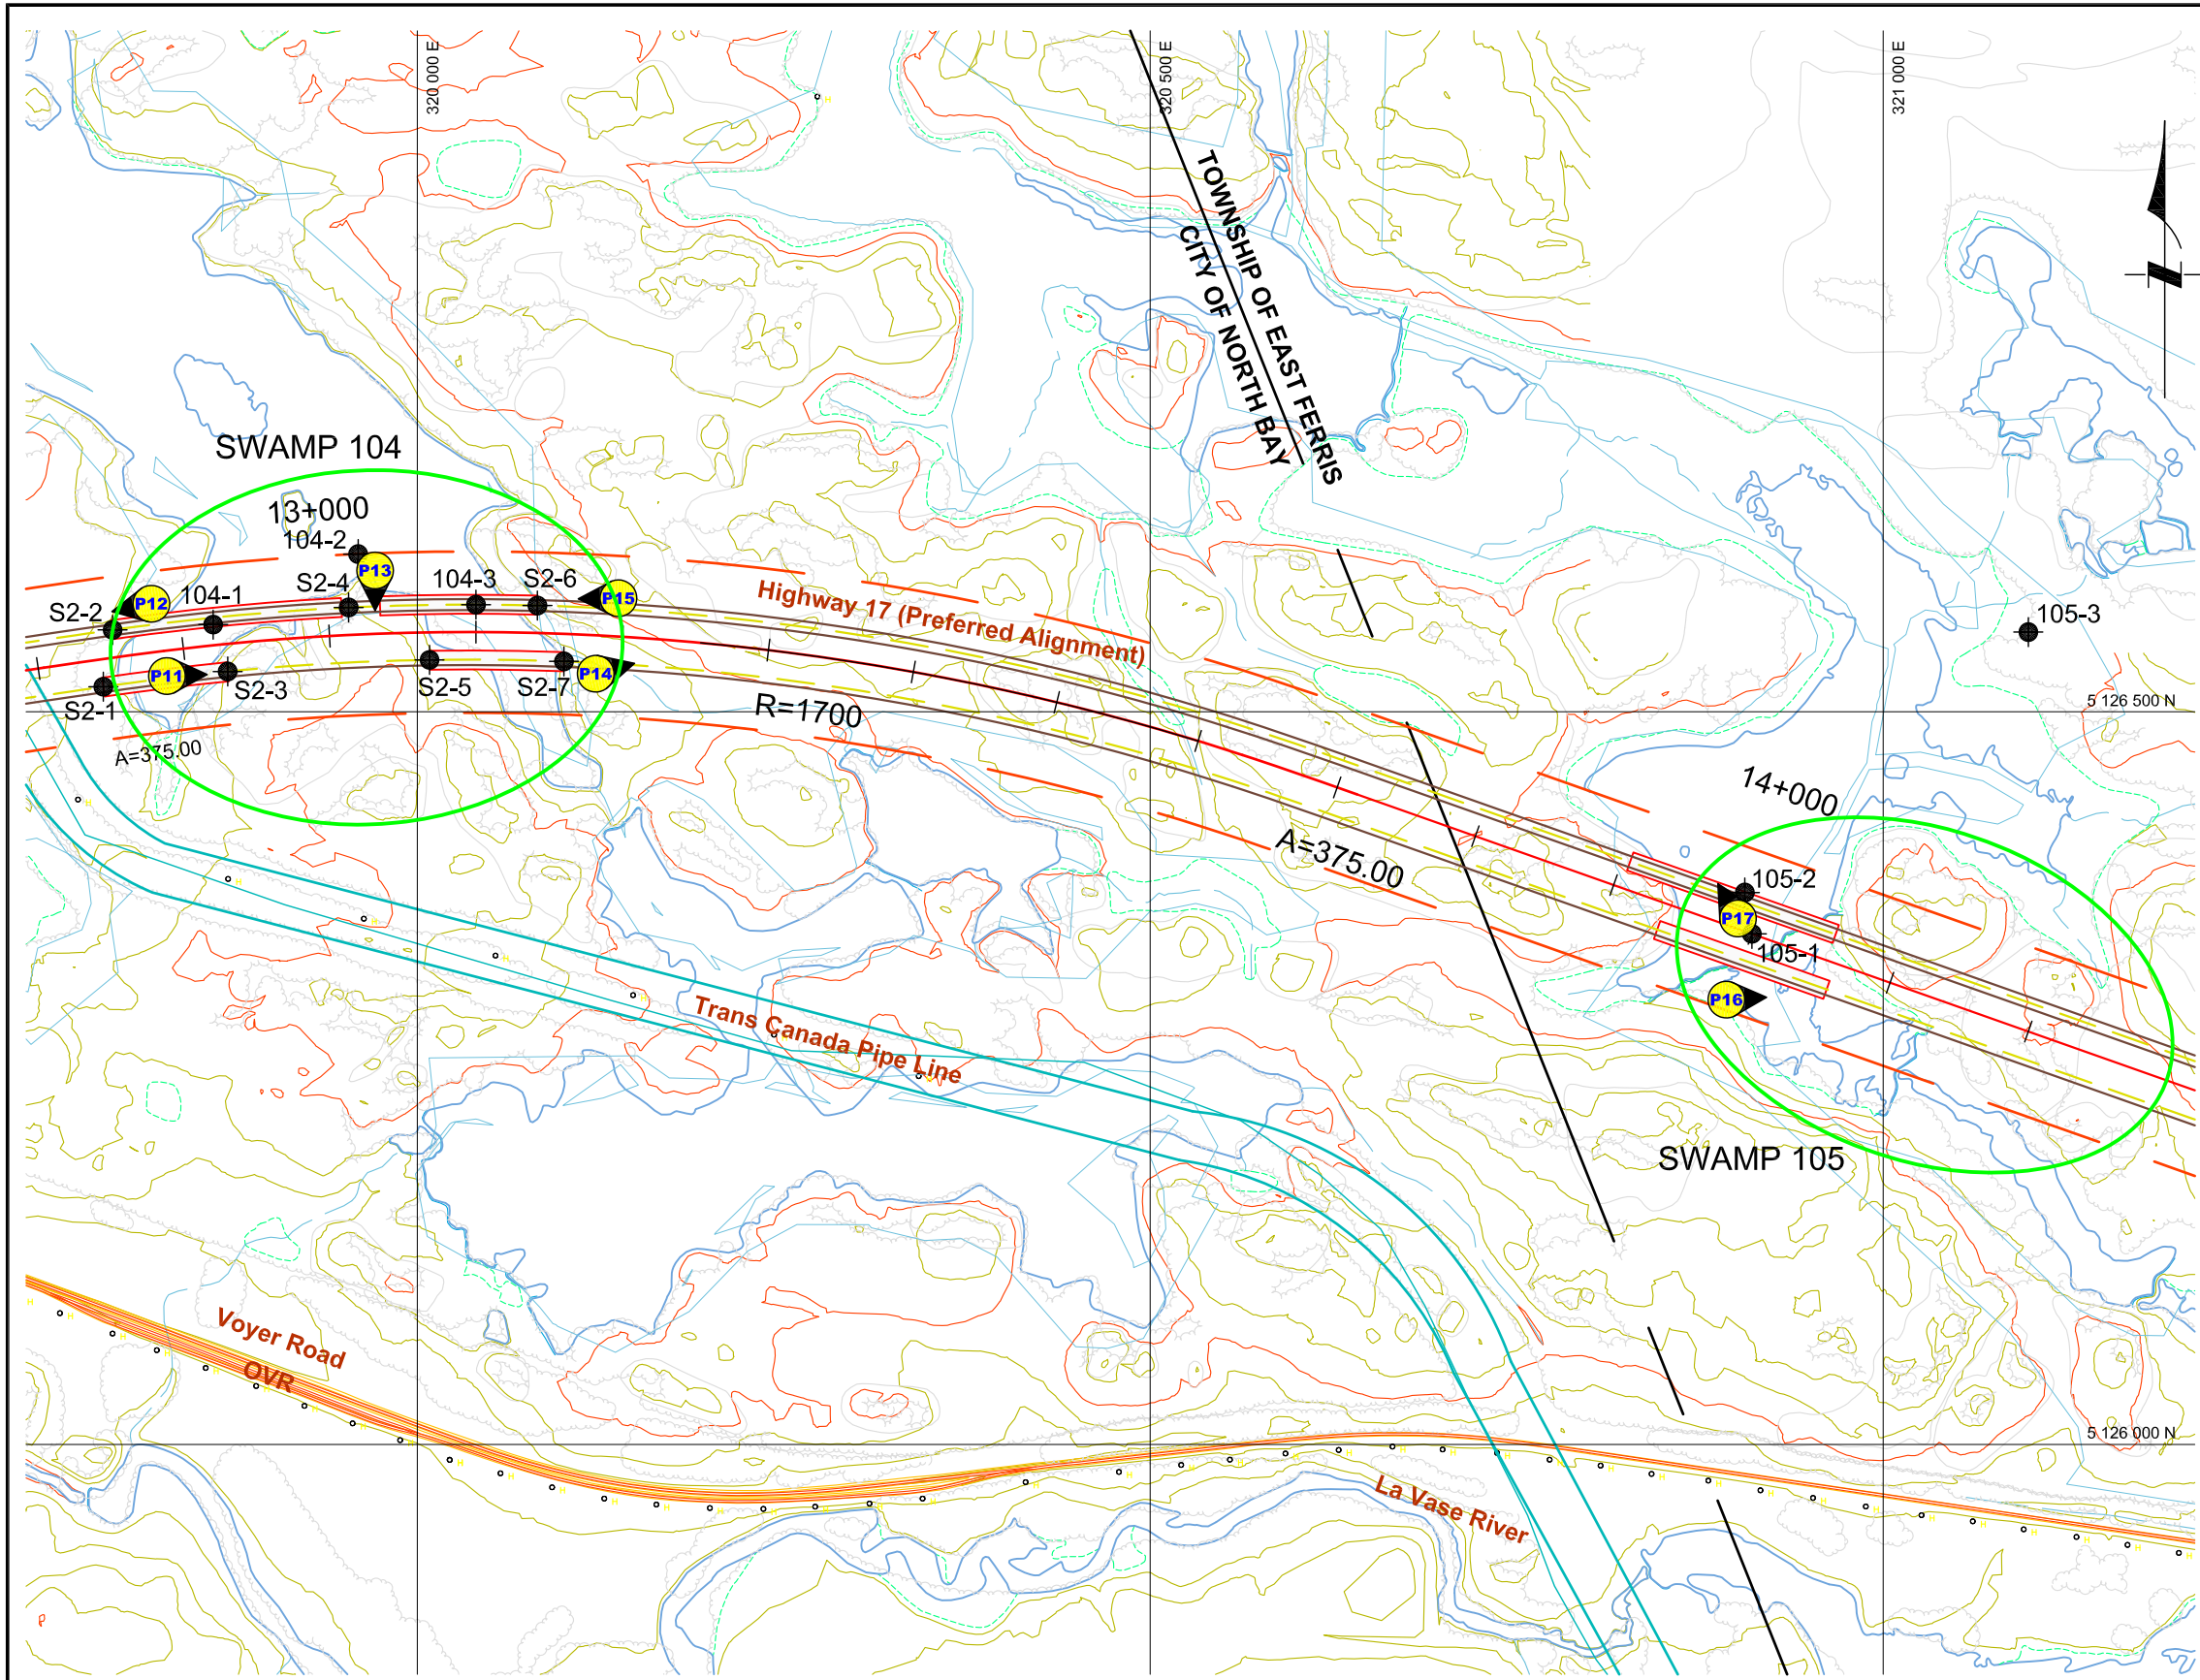 320 000 E
320 500 E
321 000 E
TOWNSHIP OF EAST FERRIS
CITY OF NORTH BAY
SWAMP 104
13+000
104-2
P13
S2-4
104-3
S2-6
P15
P12
104-1
S2-2
Highway 17 (Preferred Alignment)
105-3
P11
S2-3
S2-1
S2-5
S2-7
P14
R=1700
5 126 500 N
A=375.00
14+000
A=375.00
105-2
P17
105-1
P16
Trans Canada Pipe Line
SWAMP 105
Voyer Road
OVR
5 126 000 N
La Vase River
N